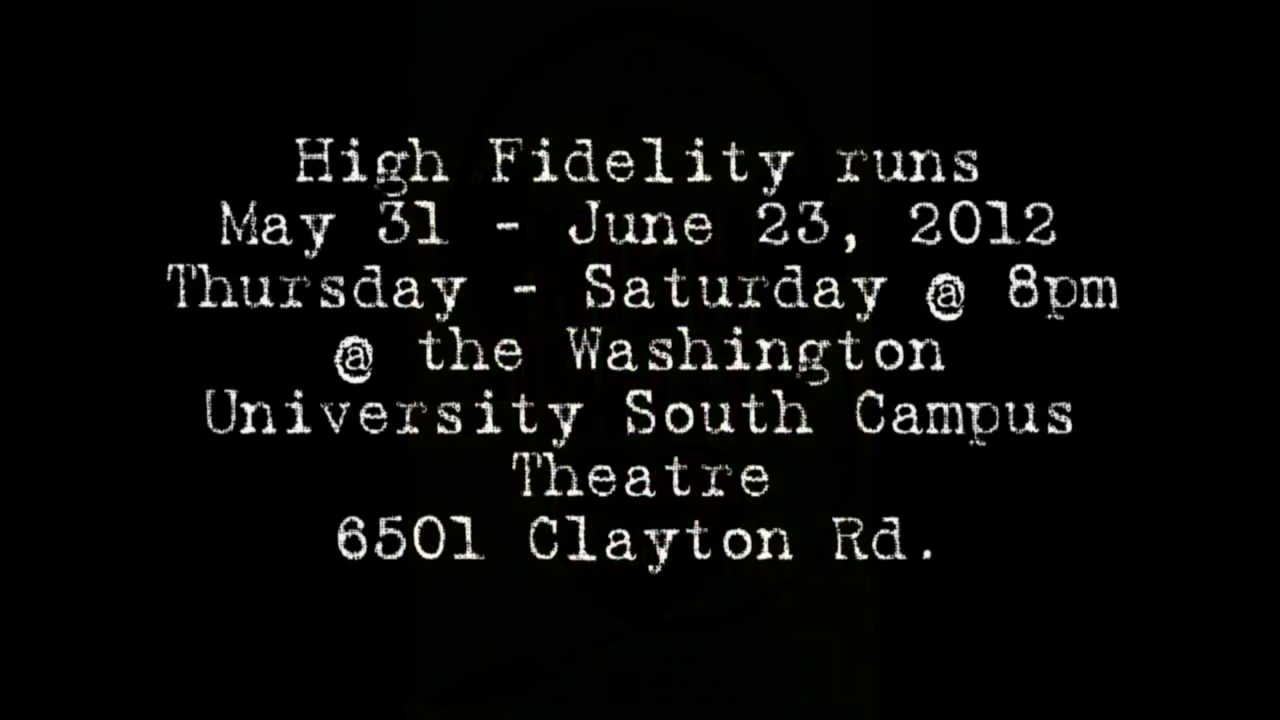 High Fidelity runs
May 31 - June 23, 2012
Thursday - Saturday @ 8pm
@ the Washington
University South Campus
Theatre
6501 Clayton Rd.